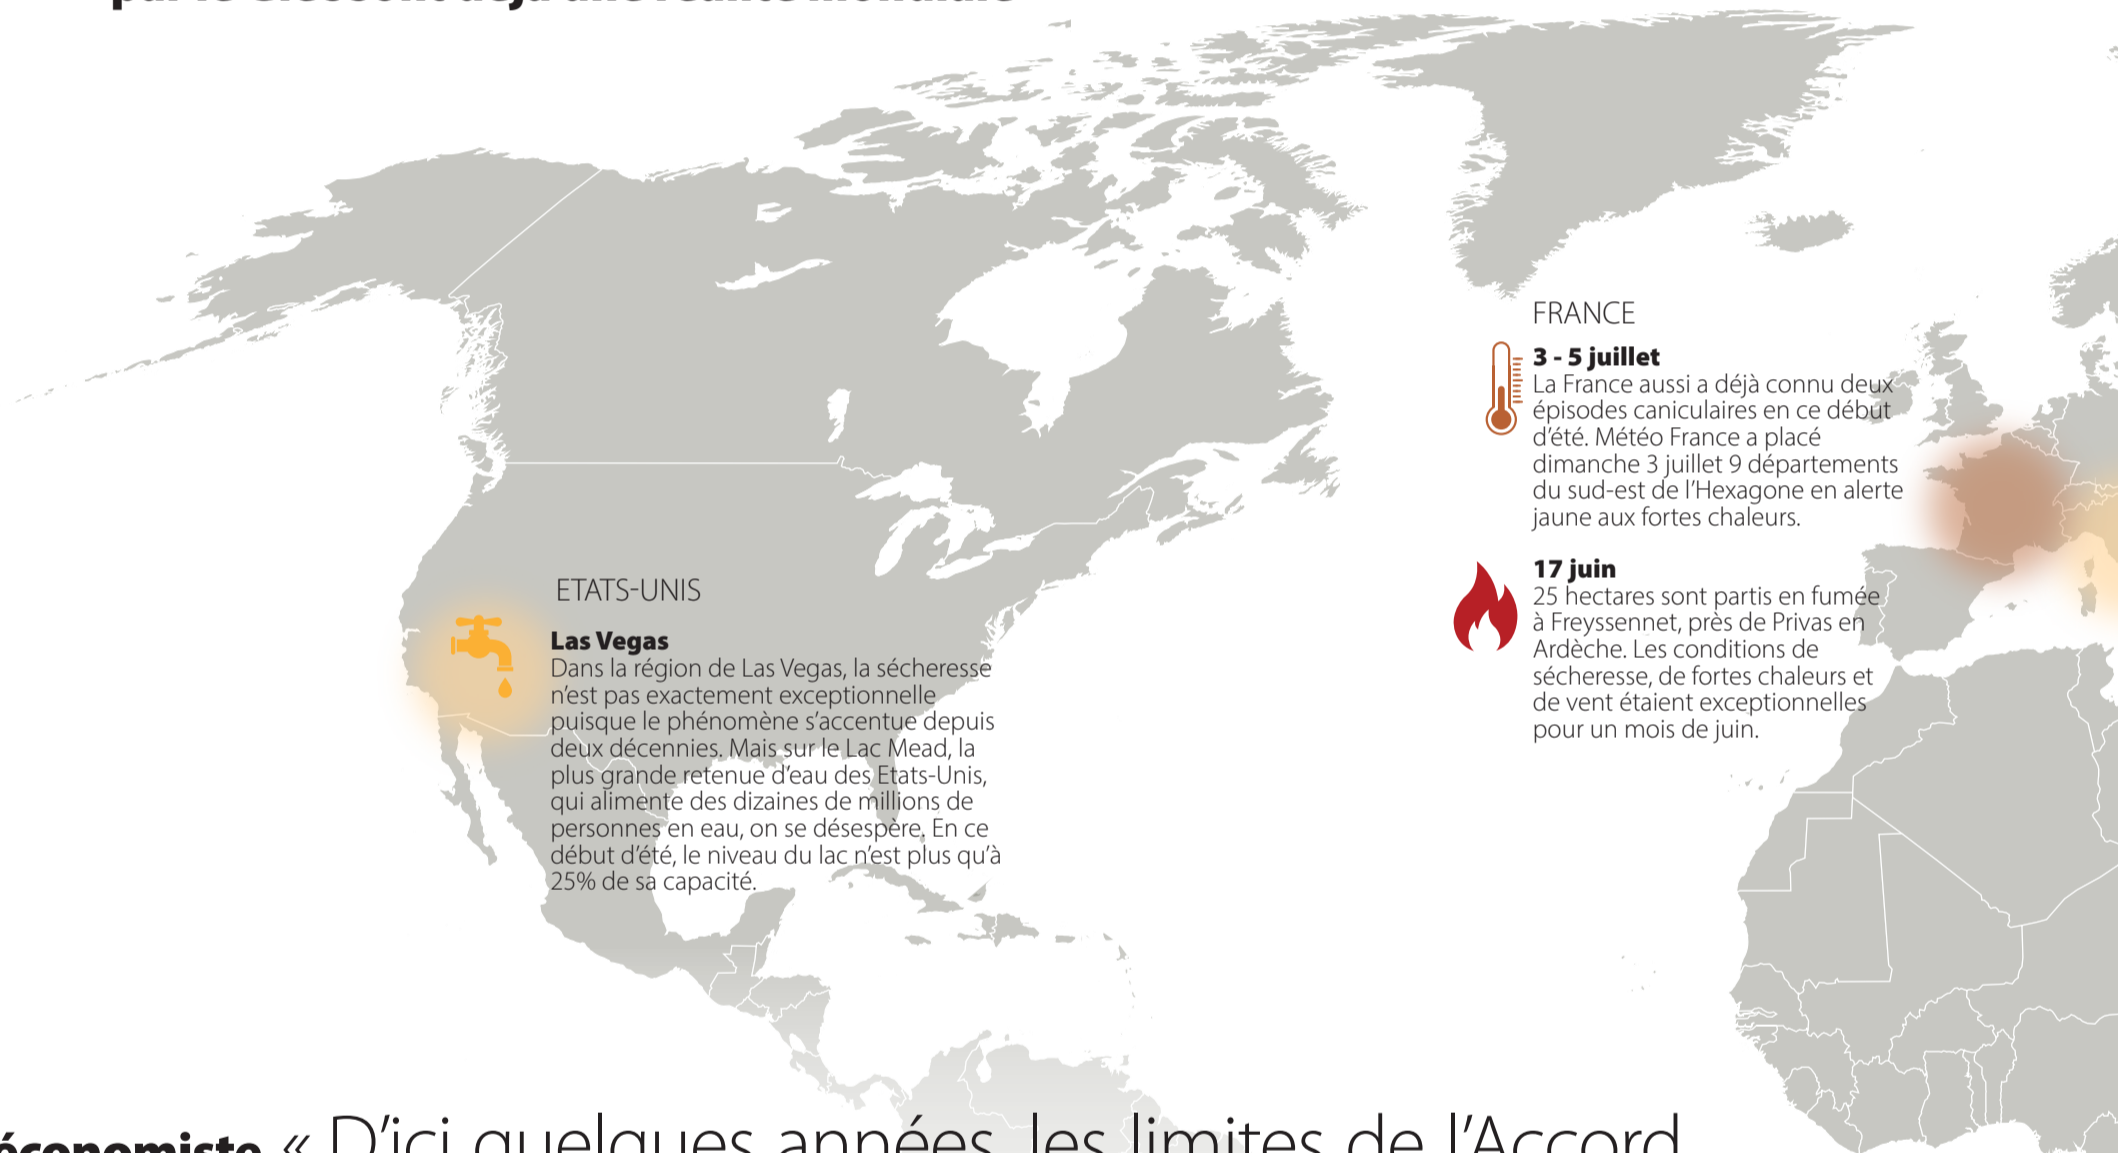 ETATS-UNIS
Las Vegas
Dans la région de Las Vegas, la sécheresse
n'est pas exactement exceptionnelle
puisque le phénomène s'accentue depuis
deux décennies. Mais sur le Lac Mead, la
plus grande retenue d'eau des Etats-Unis,
qui alimente des dizaines de millions de
personnes en eau, on se désespère. En ce
début d'été, le niveau du lac n'est plus qu'à
25% de sa capacité.
FRANCE
3 - 5 juillet
La France aussi a déjà connu deux
épisodes caniculaires en ce début
d'été. Météo France a placé
dimanche 3 juillet 9 départements
du sud-est de l'Hexagone en alerte
jaune aux fortes chaleurs.
17 juin
25 hectares sont partis en fumée
à Freyssennet, près de Privas en
Ardèche. Les conditions de
sécheresse, de fortes chaleurs et
de vent étaient exceptionnelles
pour un mois de juin.
économiste « D'ici quelques années, les limites de l'Accord